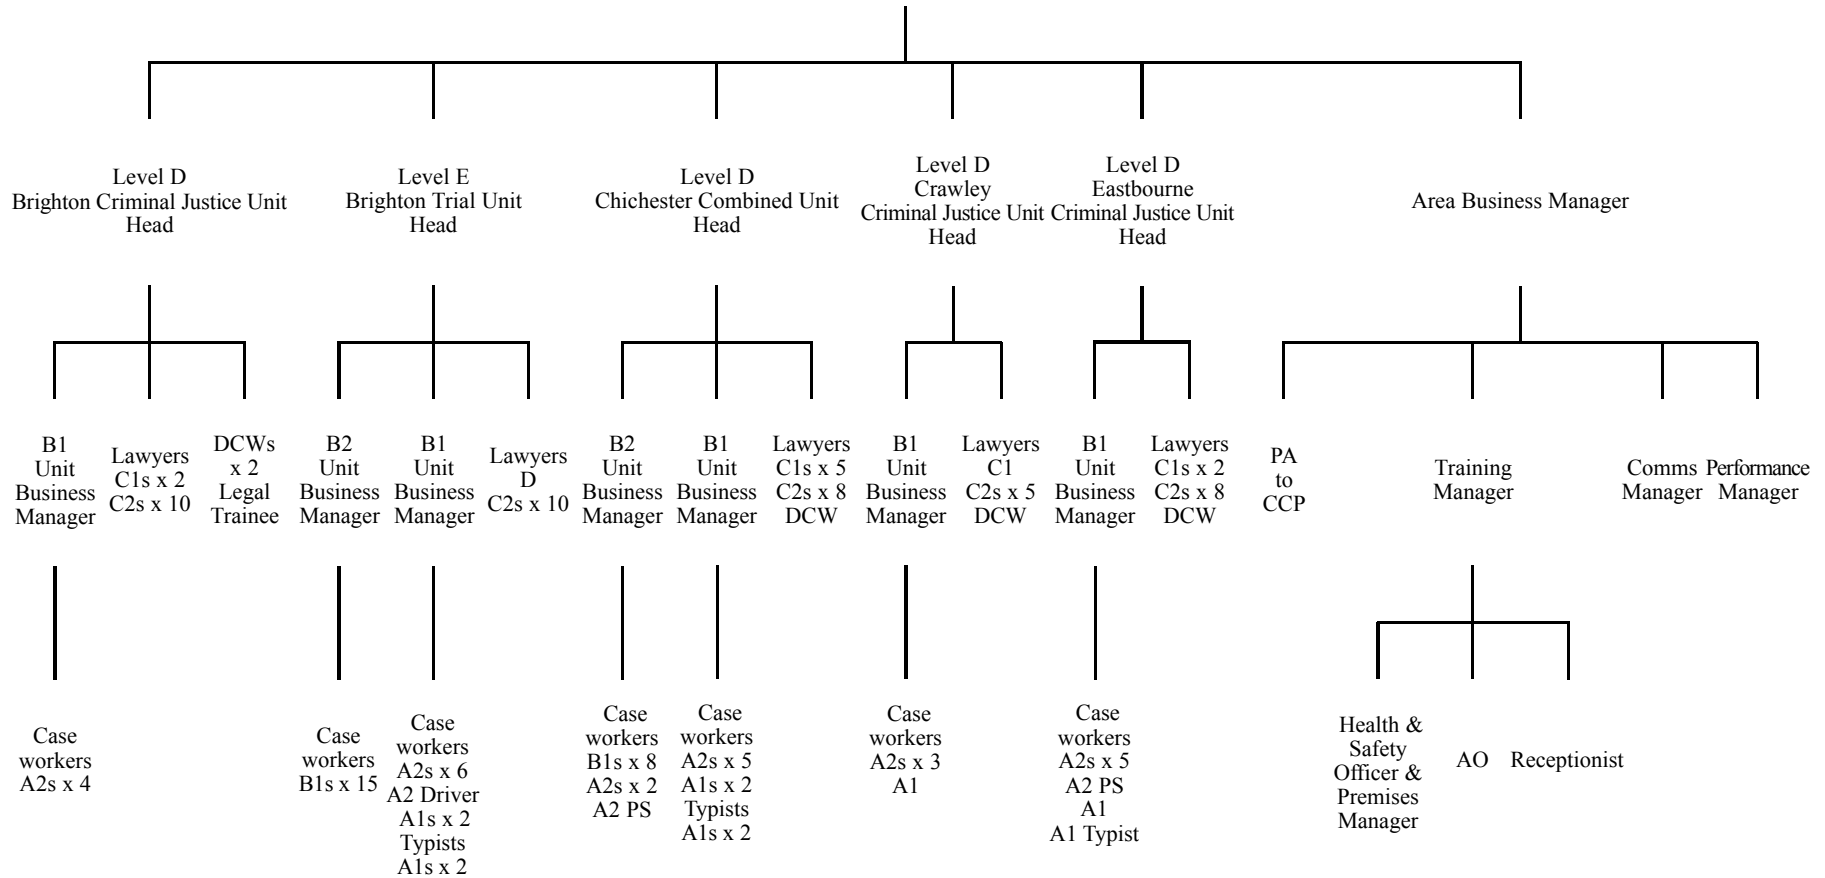 Level D
Brighton Criminal Justice Unit
Head
Level E
Brighton Trial Unit
Head
Level D
Chichester Combined Unit
Head
Level D
Crawley
Criminal Justice Unit
Head
Level D
Eastbourne
Criminal Justice Unit
Head
Area Business Manager
B1
Unit
Business
Manager
Lawyers
C1s x 2
C2s x 10
DCWs
x 2
Legal
Trainee
B2
Unit
Business
Manager
B1
Unit
Business
Manager
Lawyers
D
C2s x 10
B2
Unit
Business
Manager
B1
Unit
Business
Manager
Lawyers
C1s x 5
C2s x 8
DCW
B1
Unit
Business
Manager
Lawyers
C1
C2s x 5
DCW
B1
Unit
Business
Manager
Lawyers
C1s x 2
C2s x 8
DCW
PA
to
CCP
Training
Manager
Comms
Manager
Performance
Manager
Case
workers
A2s x 4
Case
workers
B1s x 15
Case
workers
A2s x 6
A2 Driver
A1s x 2
Typists
A1s x 2
Case
workers
B1s x 8
A2s x 2
A2 PS
Case
workers
A2s x 5
A1s x 2
Typists
A1s x 2
Case
workers
A2s x 3
A1
Case
workers
A2s x 5
A2 PS
A1
A1 Typist
Health &
Safety
Officer &
Premises
Manager
AO
Receptionist